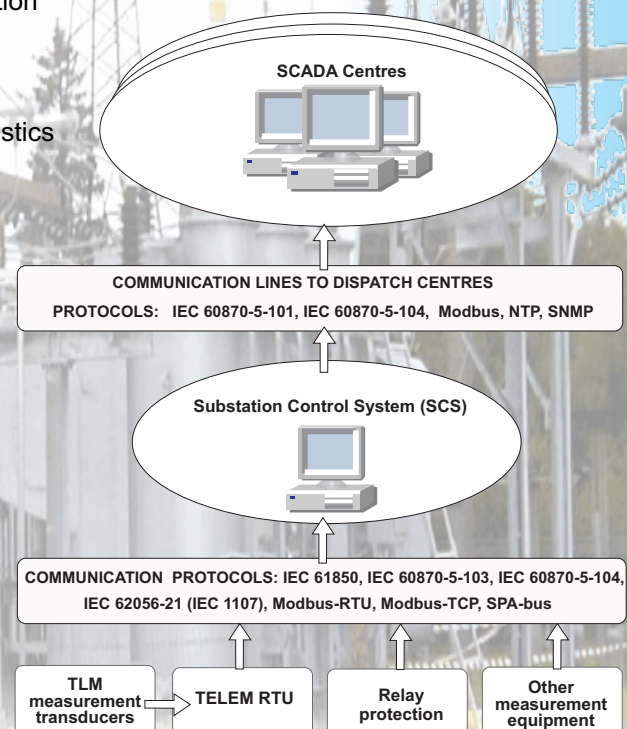 SCADA Centres
COMMUNICATION LINES TO DISPATCH CENTRES
PROTOCOLS: IEC 60870-5-101, IEC 60870-5-104, Modbus, NTP, SNMP
Substation Control System (SCS)
COMMUNICATION PROTOCOLS: IEC 61850, IEC 60870-5-103, IEC 60870-5-104,
IEC 62056-21 (IEC 1107), Modbus-RTU, Modbus-TCP, SPA-bus
TLM
measurement
transducers
TELEM RTU
Relay
protection
Other
measurement
equipment